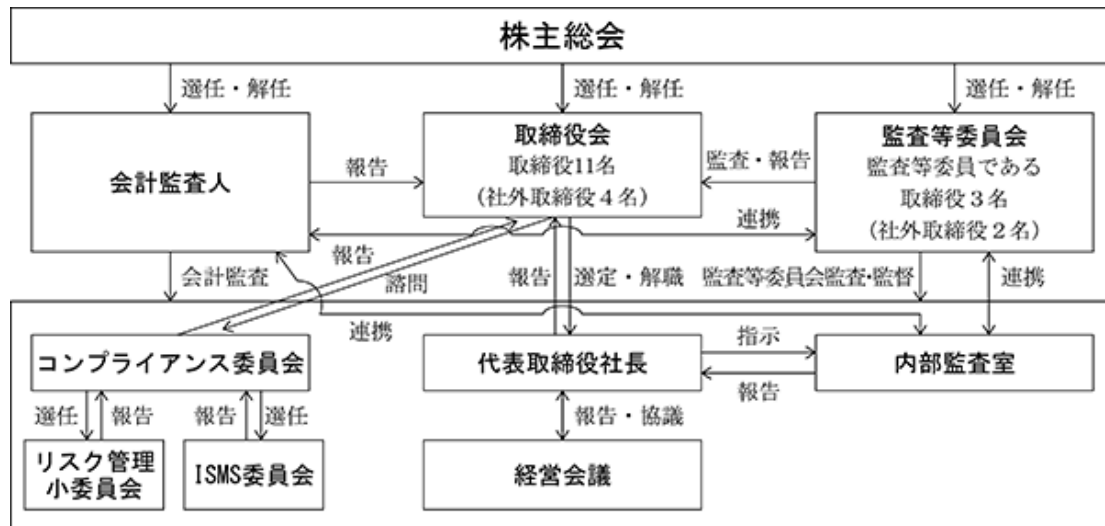 株主総会
選任・解任
選任・解任
選任・解任
会計監査人
報告
取締役会
取締役11名
(社外取締役４名)
監査・報告
監査等委員会
監査等委員である
取締役３名
(社外取締役２名)
連携
会計監査
報告
諮問
報告
選定・解職
監査等委員会監査・監督
連携
連携
コンプライアンス委員会
代表取締役社長
指示
報告
内部監査室
選任
報告
報告
選任
報告・協議
リスク管理
小委員会
ISMS委員会
経営会議